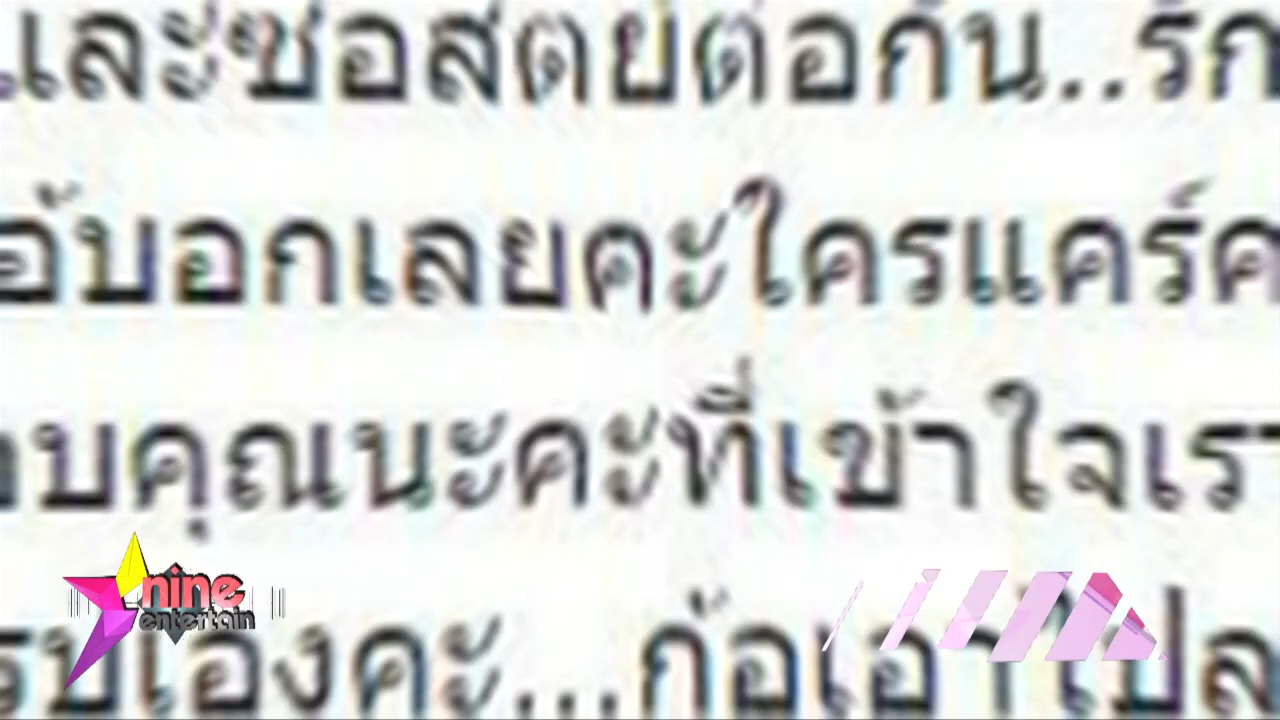 และซื่อสัตย์ต่อกัน..รัก
อ้บอกเลยคะใครแคร์ค
บคุณนะคะที่เข้าใจเรา
รับเองคะ...ก้อเอาไปล
nine
entertain